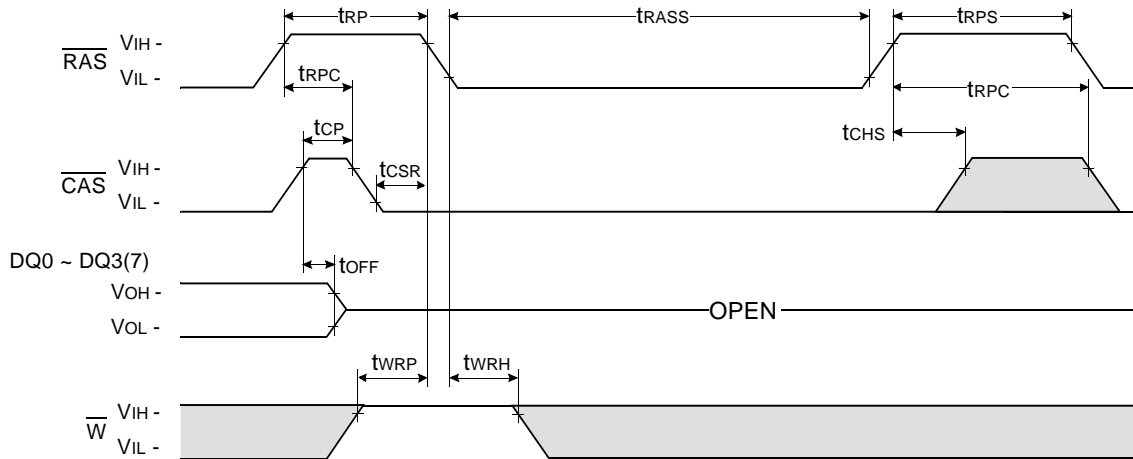 tRP
tRASS
tRPS
RAS
VIH -
VIL -
tRPC
tRPC
tCP
tCHS
CAS
VIH -
VIL -
tCSR
DQ0 ~ DQ3(7)
tOFF
VOH -
VOL -
OPEN
tWRP
tWRH
W
VIH -
VIL -